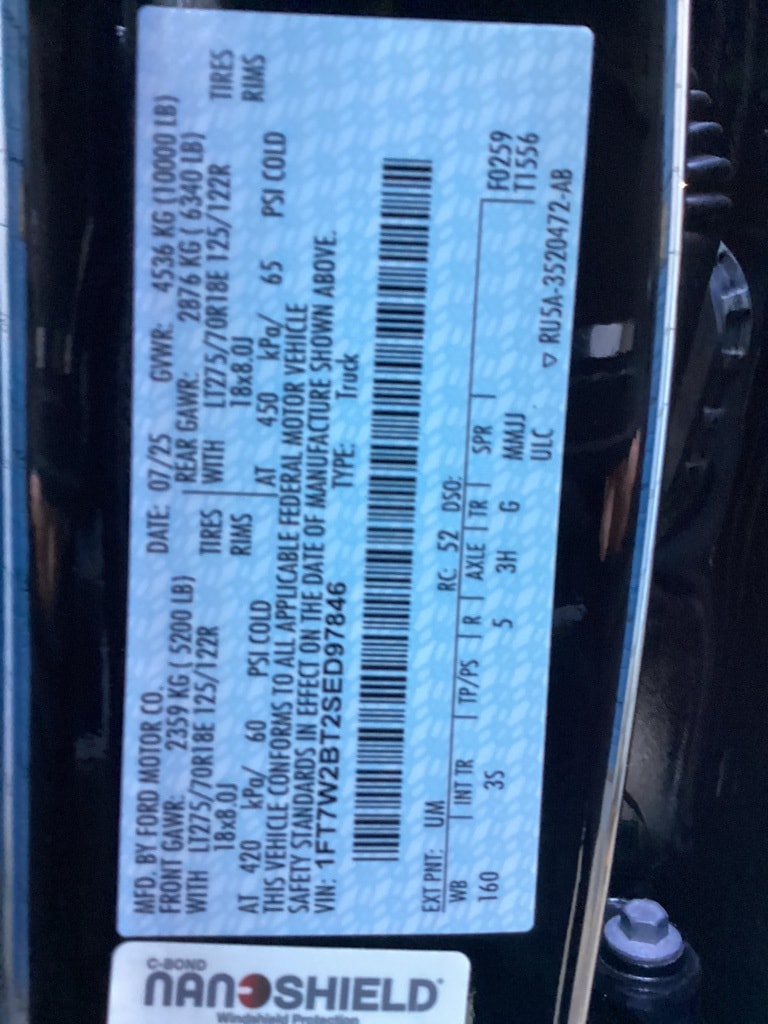 MFD. BY FORD MOTOR CO. DATE: 07/25 GVWR: 4536 KG (10000 LB)
FRONT GAWR: 2359 KG ( 5200 LB) REAR GAWR: 2876 KG ( 6340 LB)
WITH LT275/70R18E 125/122R TIRES WITH LT275/70R18E 125/122R TIRES
18x8.0J RIMS 18x8.0J RIMS
AT 420 kPa/ 60 PSI COLD AT 450 kPa/ 65 PSI COLD
THIS VEHICLE CONFORMS TO ALL APPLICABLE FEDERAL MOTOR VEHICLE
SAFETY STANDARDS IN EFFECT ON THE DATE OF MANUFACTURE SHOWN ABOVE.
VIN: 1FT7W2BT2SED97846 TYPE: Truck
EXT PNT: UM RC: 52 DSO: F0259
WB INT TR TP/PS R AXLE TR SPR T1556
160 3S 5 3H G MMJJ
ULC ▽ RU5A-3520472-AB
C-BOND
NANOSHIELD
Windshield Protection